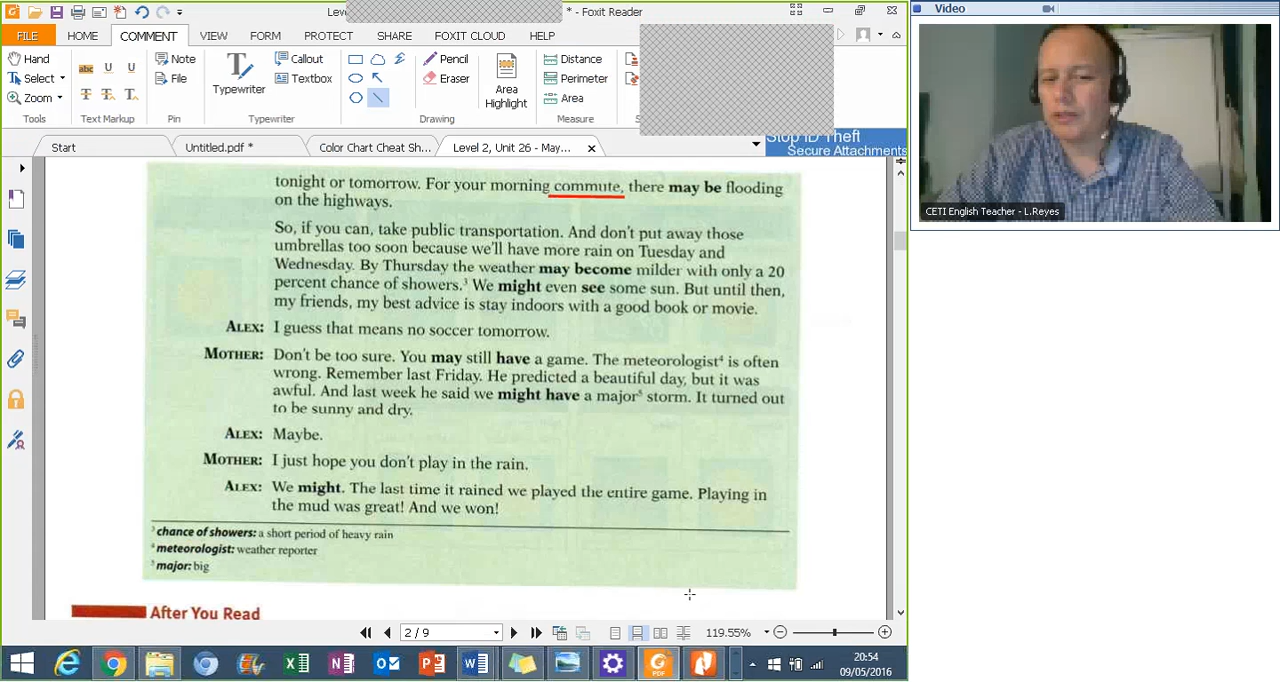 Leve
* - Foxit Reader
FILE
HOME
COMMENT
VIEW
FORM
PROTECT
SHARE
FOXIT CLOUD
HELP
Hand
Select
Zoom
Tools
Text Markup
Note
File
Pin
Typewriter
Callout
Textbox
Typewriter
Pencil
Eraser
Drawing
Area
Highlight
Distance
Perimeter
Area
Measure
Start
Untitled.pdf *
Color Chart Cheat Sh...
Level 2, Unit 26 - May...
Stop ID Theft
Secure Attachments
tonight or tomorrow. For your morning commute, there may be flooding
on the highways.
So, if you can, take public transportation. And don't put away those
umbrellas too soon because we'll have more rain on Tuesday and
Wednesday. By Thursday the weather may become milder with only a 20
percent chance of showers.³ We might even see some sun. But until then,
my friends, my best advice is stay indoors with a good book or movie.
ALEX: I guess that means no soccer tomorrow.
MOTHER: Don't be too sure. You may still have a game. The meteorologist⁴ is often
wrong. Remember last Friday. He predicted a beautiful day, but it was
awful. And last week he said we might have a major⁵ storm. It turned out
to be sunny and dry.
ALEX: Maybe.
MOTHER: I just hope you don't play in the rain.
ALEX: We might. The last time it rained we played the entire game. Playing in
the mud was great! And we won!
³ chance of showers: a short period of heavy rain
⁴ meteorologist: weather reporter
⁵ major: big
After You Read
2 / 9
119.55%
20:54
09/05/2016
Video
CETI English Teacher - L.Reyes